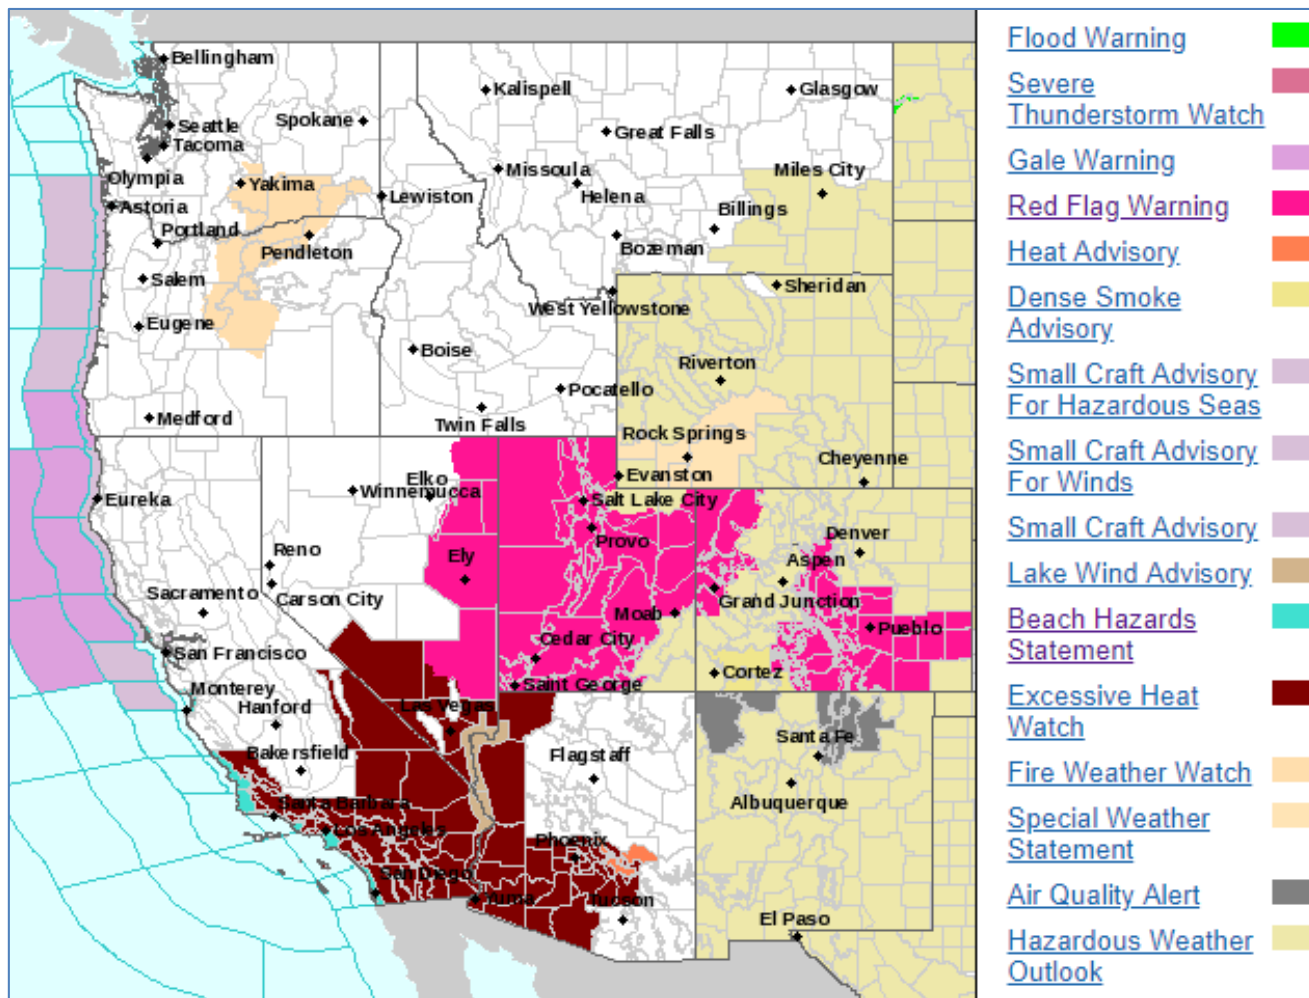 Bellingham
Kalispell
Glasgow
Seattle
Spokane
Great Falls
Tacoma
Missoula
Miles City
Olympia
Yakima
Helena
Lewiston
Astoria
Billings
Portland
Pendleton
Bozeman
Salem
Sheridan
West Yellowstone
Eugene
Boise
Riverton
Pocatello
Medford
Twin Falls
Rock Springs
Cheyenne
Evanston
Elko
Winnemucca
Eureka
Salt Lake City
Denver
Provo
Reno
Ely
Aspen
Carson City
Grand Junction
Sacramento
Moab
Pueblo
Cedar City
San Francisco
Cortez
Saint George
Monterey
Hanford
Las Vegas
Santa Fe
Bakersfield
Flagstaff
Albuquerque
Santa Barbara
Los Angeles
Phoenix
San Diego
Yuma
Tucson
El Paso
Flood Warning
Severe
Thunderstorm Watch
Gale Warning
Red Flag Warning
Heat Advisory
Dense Smoke
Advisory
Small Craft Advisory
For Hazardous Seas
Small Craft Advisory
For Winds
Small Craft Advisory
Lake Wind Advisory
Beach Hazards
Statement
Excessive Heat
Watch
Fire Weather Watch
Special Weather
Statement
Air Quality Alert
Hazardous Weather
Outlook